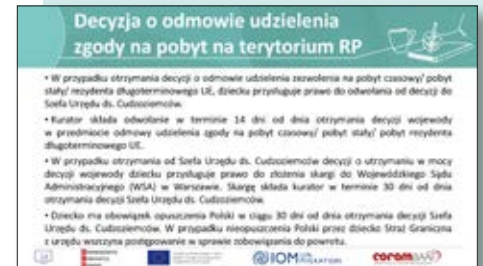 Decyzja o odmowie udzielenia
zgody na pobyt na terytorium RP
• W przypadku otrzymania decyzji o odmowie udzielenia zezwolenia na pobyt czasowy/ pobyt
stały/ rezydenta długoterminowego UE, dziecku przysługuje prawo do odwołania od decyzji do
Szefa Urzędu ds. Cudzoziemców.
• Kurator składa odwołanie w terminie 14 dni od dnia otrzymania decyzji wojewody
w przedmiocie odmowy udzielenia zgody na pobyt czasowy/ pobyt stały/ pobyt rezydenta
długoterminowego UE.
• W przypadku otrzymania od Szefa Urzędu ds. Cudzoziemców decyzji o utrzymaniu w mocy
decyzji wojewody dziecku przysługuje prawo do złożenia skargi do Wojewódzkiego Sądu
Administracyjnego (WSA) w Warszawie. Skargę składa kurator w terminie 30 dni od dnia
otrzymania decyzji Szefa Urzędu ds. Cudzoziemców.
• Dziecko ma obowiązek opuszczenia Polski w ciągu 30 dni od dnia otrzymania decyzji Szefa
Urzędu ds. Cudzoziemców. W przypadku nieopuszczenia Polski przez dziecko Straż Graniczna
z urzędu wszczyna postępowanie w sprawie zobowiązania do powrotu.
IOM UN MIGRATION coramBAAF